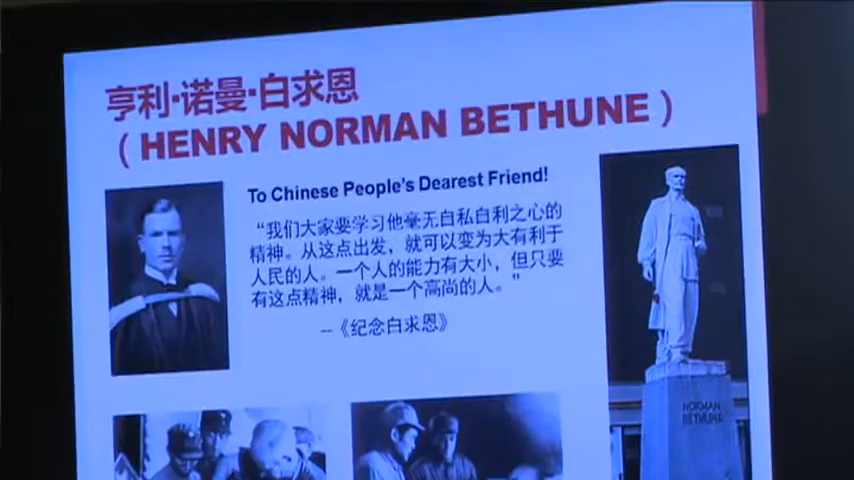 亨利·诺曼·白求恩
（HENRY NORMAN BETHUNE）
To Chinese People's Dearest Friend!
“我们大家要学习他毫无自私自利之心的
精神。从这点出发，就可以变为大有利于
人民的人。一个人的能力有大小，但只要
有这点精神，就是一个高尚的人。”
--《纪念白求恩》
NORMAN
BETHUNE